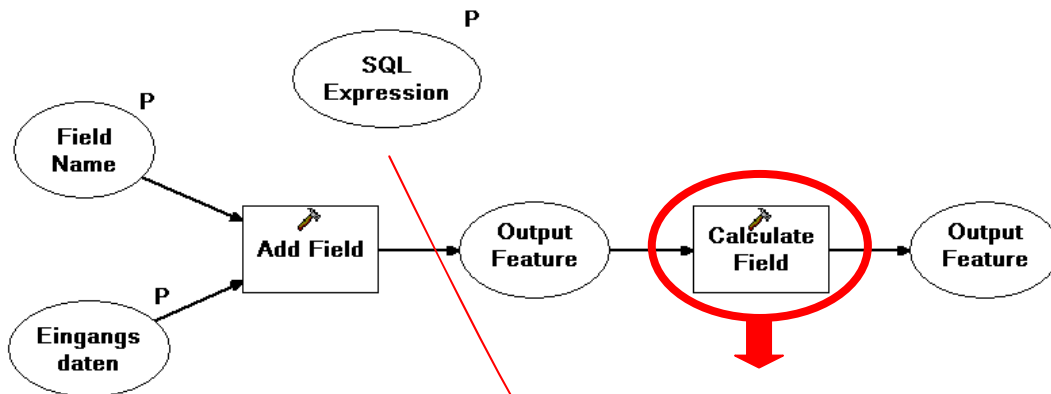 P
SQL
Expression
P
Field
Name
Add Field
Output
Feature
Calculate
Field
Output
Feature
P
Eingangs
daten